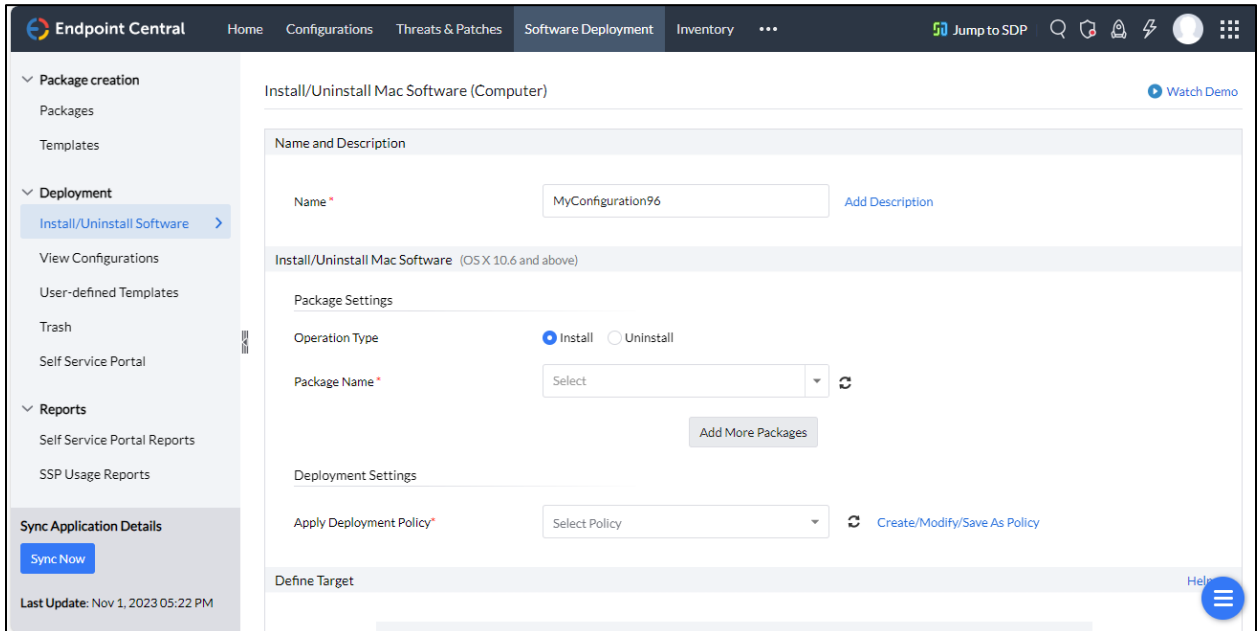 Endpoint Central Home Configurations Threats & Patches Software Deployment Inventory ••• Jump to SDP
Package creation
Packages
Templates
Deployment
Install/Uninstall Software
View Configurations
User-defined Templates
Trash
Self Service Portal
Reports
Self Service Portal Reports
SSP Usage Reports
Sync Application Details
Sync Now
Last Update: Nov 1, 2023 05:22 PM
Install/Uninstall Mac Software (Computer) Watch Demo
Name and Description
Name * MyConfiguration96 Add Description
Install/Uninstall Mac Software (OS X 10.6 and above)
Package Settings
Operation Type Install Uninstall
Package Name * Select
Add More Packages
Deployment Settings
Apply Deployment Policy* Select Policy Create/Modify/Save As Policy
Define Target